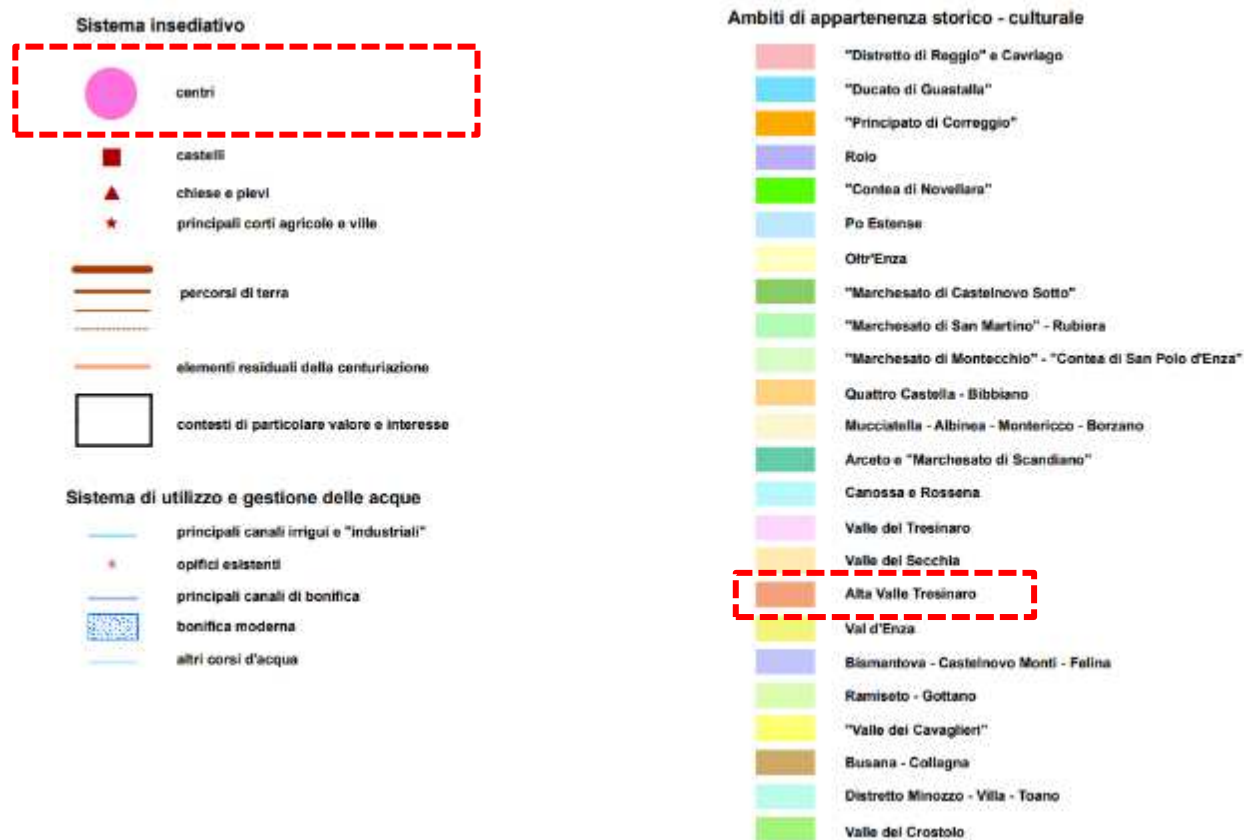 Sistema insediativo
centri
castelli
chiese e pievi
principali corti agricole e ville
percorsi di terra
elementi residuali della centuriazione
contesti di particolare valore e interesse
Sistema di utilizzo e gestione delle acque
principali canali irrigui e "industriali"
opifici esistenti
principali canali di bonifica
bonifica moderna
altri corsi d'acqua
Ambiti di appartenenza storico - culturale
"Distretto di Reggio" e Cavriago
"Ducato di Guastalla"
"Principato di Correggio"
Rolo
"Contea di Novellara"
Po Estense
Oltr'Enza
"Marchesato di Castelnovo Sotto"
"Marchesato di San Martino" - Rubiera
"Marchesato di Montecchio" - "Contea di San Polo d'Enza"
Quattro Castella - Bibbiano
Mucciatella - Albinea - Montericco - Borzano
Arceto e "Marchesato di Scandiano"
Canossa e Rossena
Valle del Tresinaro
Valle del Secchia
Alta Valle Tresinaro
Val d'Enza
Bismantova - Castelnovo Monti - Felina
Ramiseto - Gottano
"Valle dei Cavaglieri"
Busana - Collagna
Distretto Minozzo - Villa - Toano
Valle del Crostolo